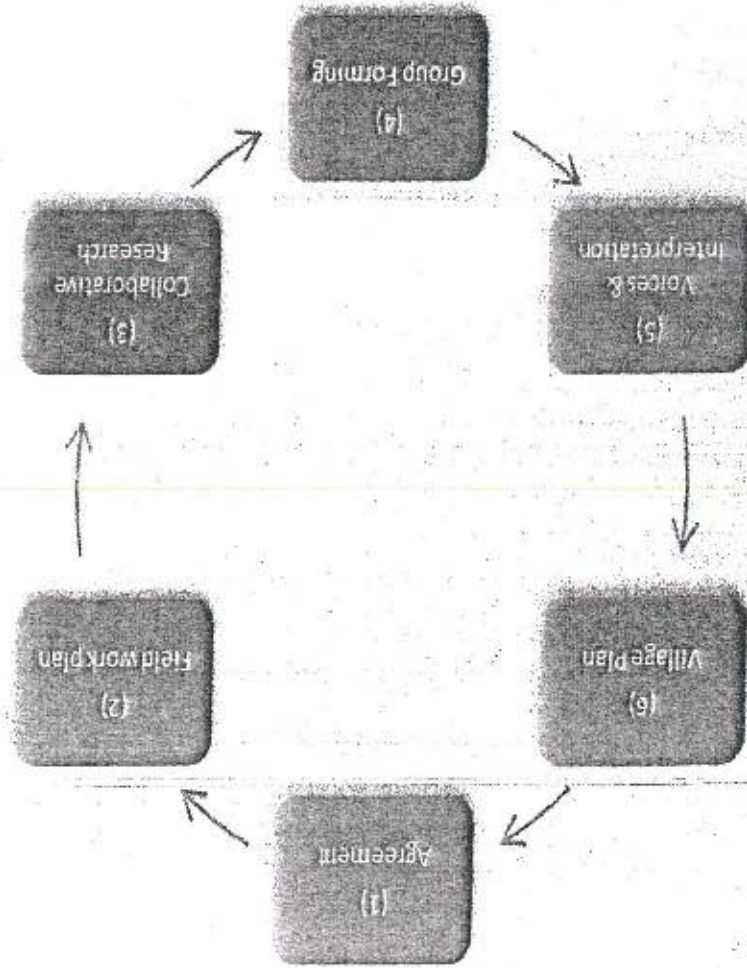 (1)
Agreement
(2)
Field work plan
(3)
Collaborative
Research
(4)
Group Forming
(5)
Voices &
Interpretation
(6)
Village Plan